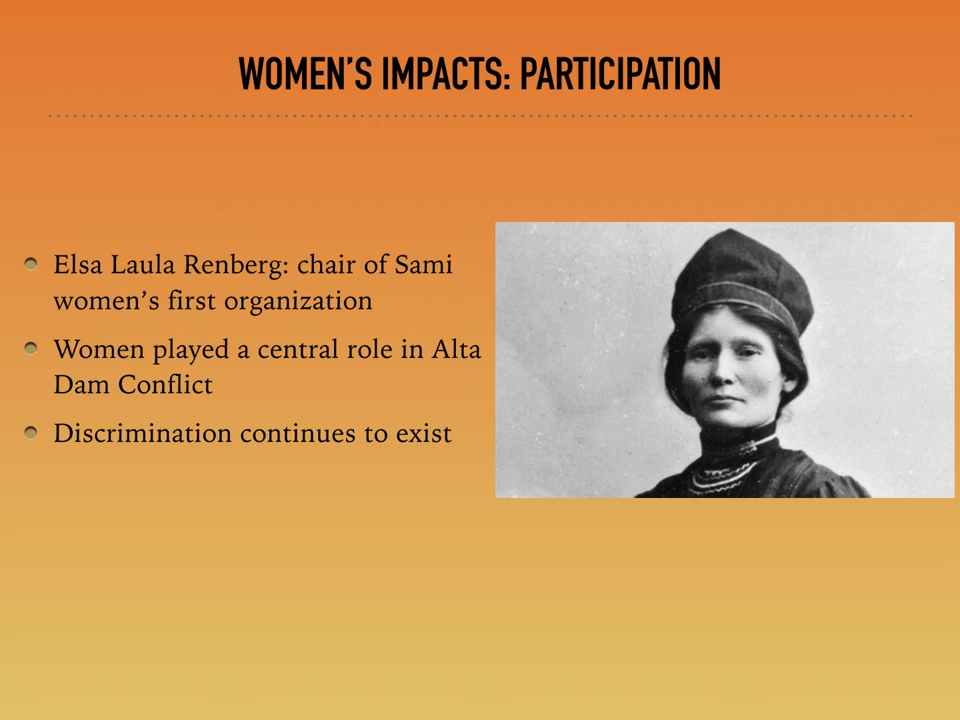 WOMEN’S IMPACTS: PARTICIPATION
Elsa Laula Renberg: chair of Sami
women’s first organization
Women played a central role in Alta
Dam Conflict
Discrimination continues to exist